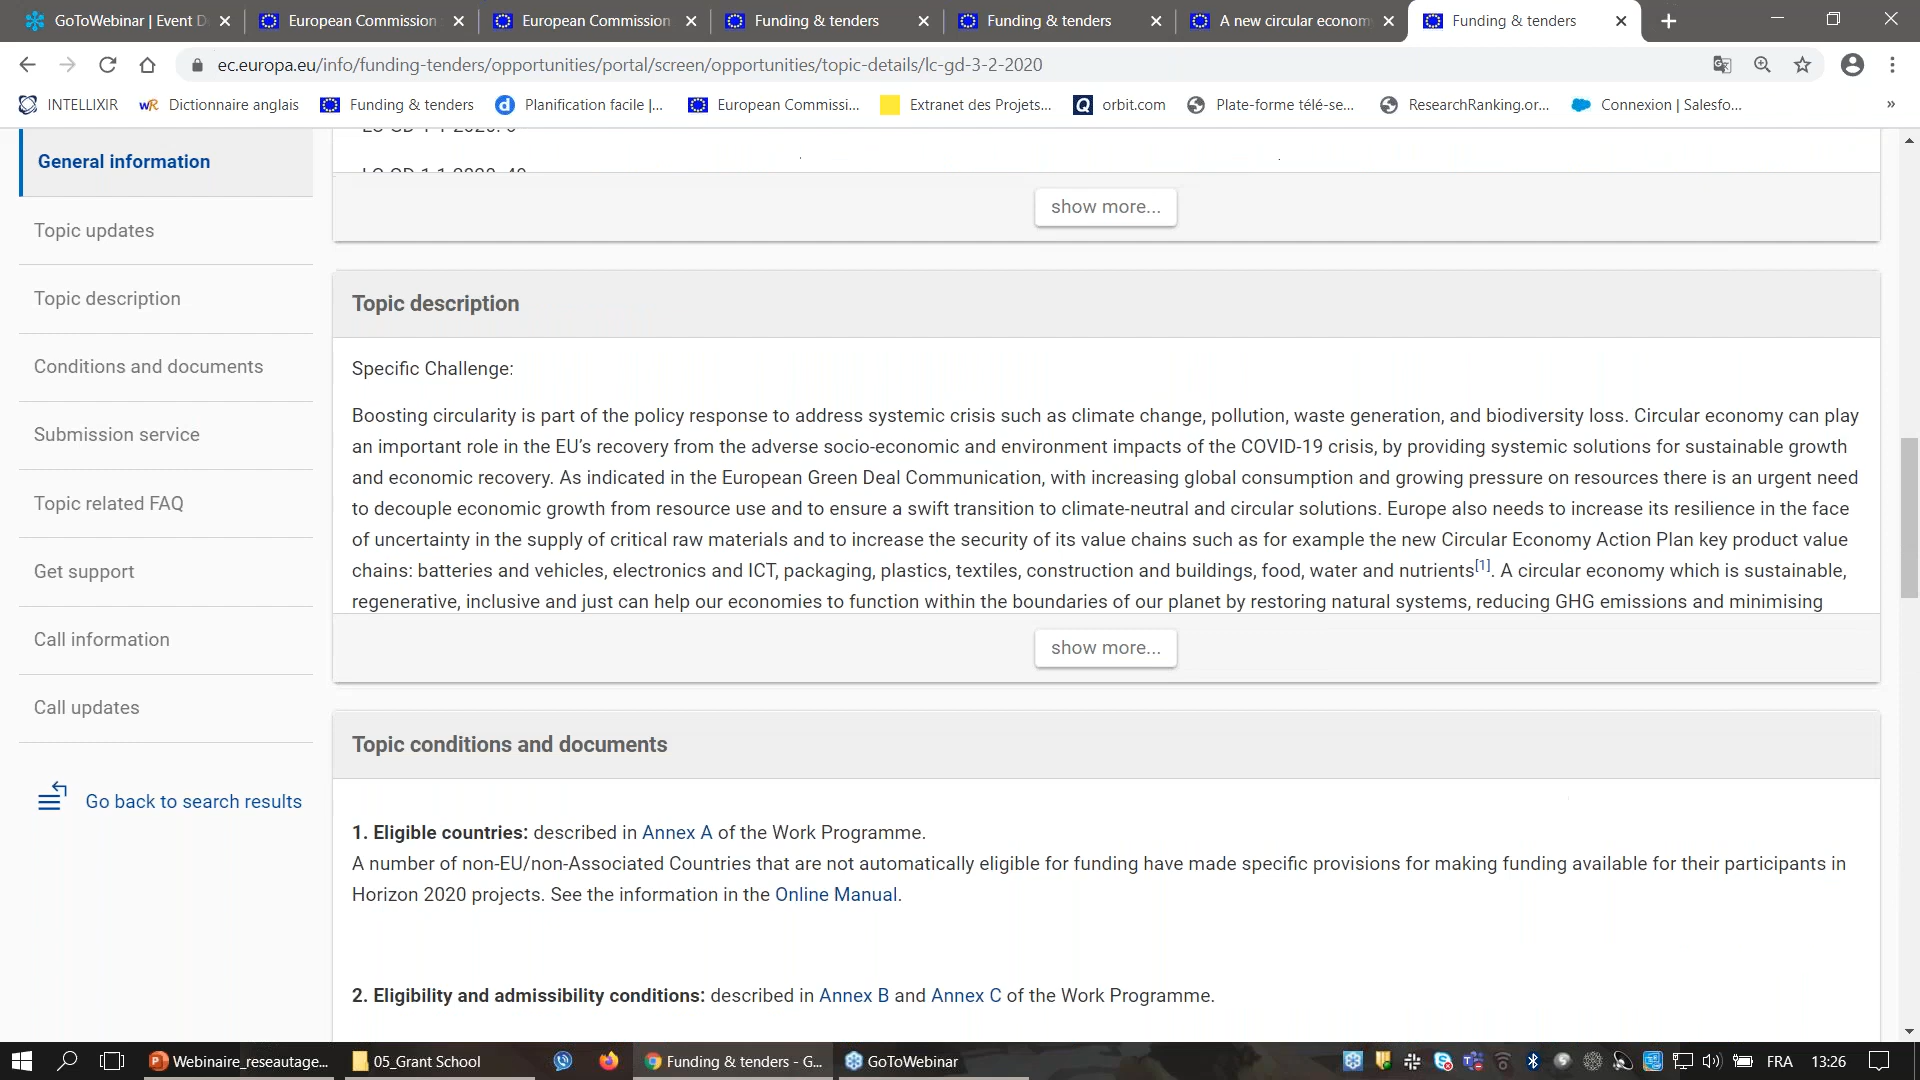 GoToWebinar | Event D
European Commission
European Commission
Funding & tenders
Funding & tenders
A new circular econom
Funding & tenders
ec.europa.eu/info/funding-tenders/opportunities/portal/screen/opportunities/topic-details/lc-gd-3-2-2020
INTELLIXIR
WR Dictionnaire anglais
Funding & tenders
d Planification facile |...
European Commissi...
Extranet des Projets...
Q orbit.com
Plate-forme télé-se...
ResearchRanking.or...
Connexion | Salesfo...
»
General information
Topic updates
Topic description
Conditions and documents
Submission service
Topic related FAQ
Get support
Call information
Call updates
Go back to search results
show more...
Topic description
Specific Challenge:
Boosting circularity is part of the policy response to address systemic crisis such as climate change, pollution, waste generation, and biodiversity loss. Circular economy can play
an important role in the EU's recovery from the adverse socio-economic and environment impacts of the COVID-19 crisis, by providing systemic solutions for sustainable growth
and economic recovery. As indicated in the European Green Deal Communication, with increasing global consumption and growing pressure on resources there is an urgent need
to decouple economic growth from resource use and to ensure a swift transition to climate-neutral and circular solutions. Europe also needs to increase its resilience in the face
of uncertainty in the supply of critical raw materials and to increase the security of its value chains such as for example the new Circular Economy Action Plan key product value
chains: batteries and vehicles, electronics and ICT, packaging, plastics, textiles, construction and buildings, food, water and nutrients[1]. A circular economy which is sustainable,
regenerative, inclusive and just can help our economies to function within the boundaries of our planet by restoring natural systems, reducing GHG emissions and minimising
show more...
Topic conditions and documents
1. Eligible countries: described in Annex A of the Work Programme.
A number of non-EU/non-Associated Countries that are not automatically eligible for funding have made specific provisions for making funding available for their participants in
Horizon 2020 projects. See the information in the Online Manual.
2. Eligibility and admissibility conditions: described in Annex B and Annex C of the Work Programme.
Webinaire_reseautage...
05_Grant School
Funding & tenders - G...
GoToWebinar
FRA
13:26